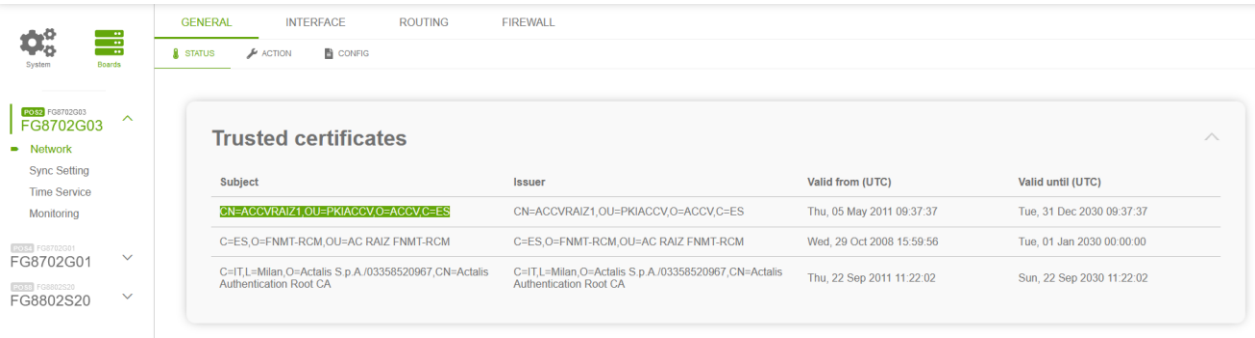 GENERAL INTERFACE ROUTING FIREWALL
STATUS ACTION CONFIG
System Boards
POS2 FG8702G03
FG8702G03
Network
Sync Setting
Time Service
Monitoring
POS4 FG8702G01
FG8702G01
FG8802S20
FG8802S20
Trusted certificates
Subject Issuer Valid from (UTC) Valid until (UTC)
CN=ACCVRAIZ1,OU=PKIACCV,O=ACCV,C=ES CN=ACCVRAIZ1,OU=PKIACCV,O=ACCV,C=ES Thu, 05 May 2011 09:37:37 Tue, 31 Dec 2030 09:37:37
C=ES,O=FNMT-RCM,OU=AC RAIZ FNMT-RCM C=ES,O=FNMT-RCM,OU=AC RAIZ FNMT-RCM Wed, 29 Oct 2008 15:59:56 Tue, 01 Jan 2030 00:00:00
C=IT,L=Milan,O=Actalis S.p.A./03358520967,CN=Actalis C=IT,L=Milan,O=Actalis S.p.A./03358520967,CN=Actalis Thu, 22 Sep 2011 11:22:02 Sun, 22 Sep 2030 11:22:02
Authentication Root CA Authentication Root CA